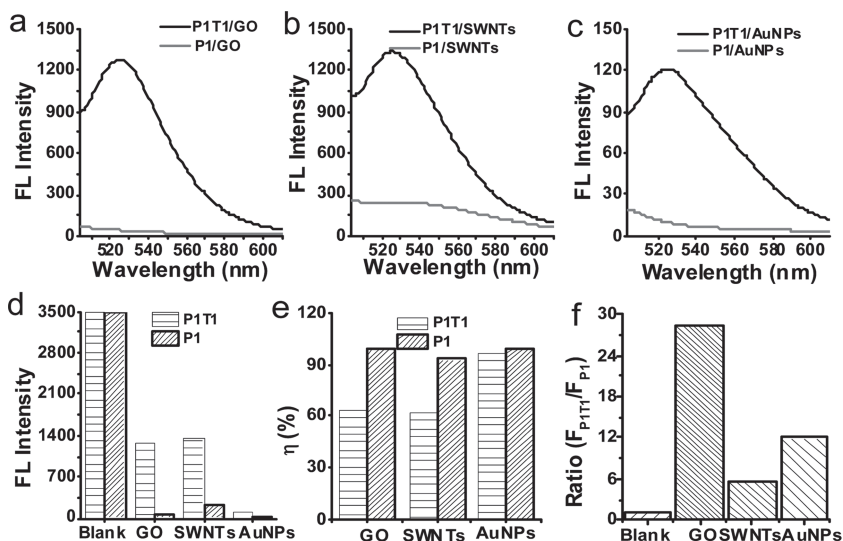 a
P1T1/GO
P1/GO
1500
1200
900
600
300
0
FL Intensity
520 540 560 580 600
Wavelength (nm)
b
P1T1/SWNTs
P1/SWNTs
1500
1200
900
600
300
0
FL Intensity
520 540 560 580 600
Wavelength (nm)
c
P1T1/AuNPs
P1/AuNPs
150
120
90
60
30
0
FL Intensity
520 540 560 580 600
Wavelength (nm)
d
P1T1
P1
3500
2800
2100
1400
700
0
FL Intensity
Blank GO SWNTs AuNPs
e
P1T1
P1
120
90
60
30
0
η (%)
GO SWNTs AuNPs
f
30
24
18
12
6
0
Ratio (FP1T1/FP1)
Blank GO SWNTs AuNPs